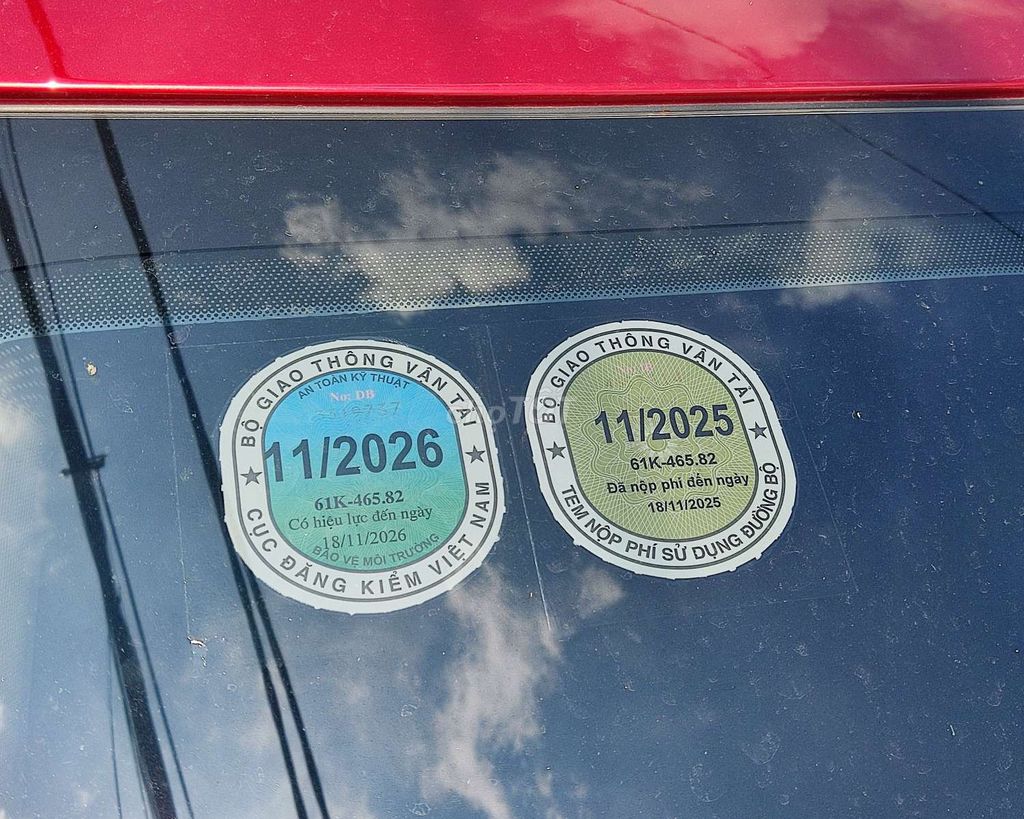 BỘ GIAO THÔNG VẬN TẢI
AN TOÀN KỸ THUẬT
No: DB
11/2026
61K-465.82
Có hiệu lực đến ngày
18/11/2026
BẢO VỆ MÔI TRƯỜNG
CỤC ĐĂNG KIỂM VIỆT NAM
BỘ GIAO THÔNG VẬN TẢI
11/2025
61K-465.82
Đã nộp phí đến ngày
18/11/2025
TEM NỘP PHÍ SỬ DỤNG ĐƯỜNG BỘ